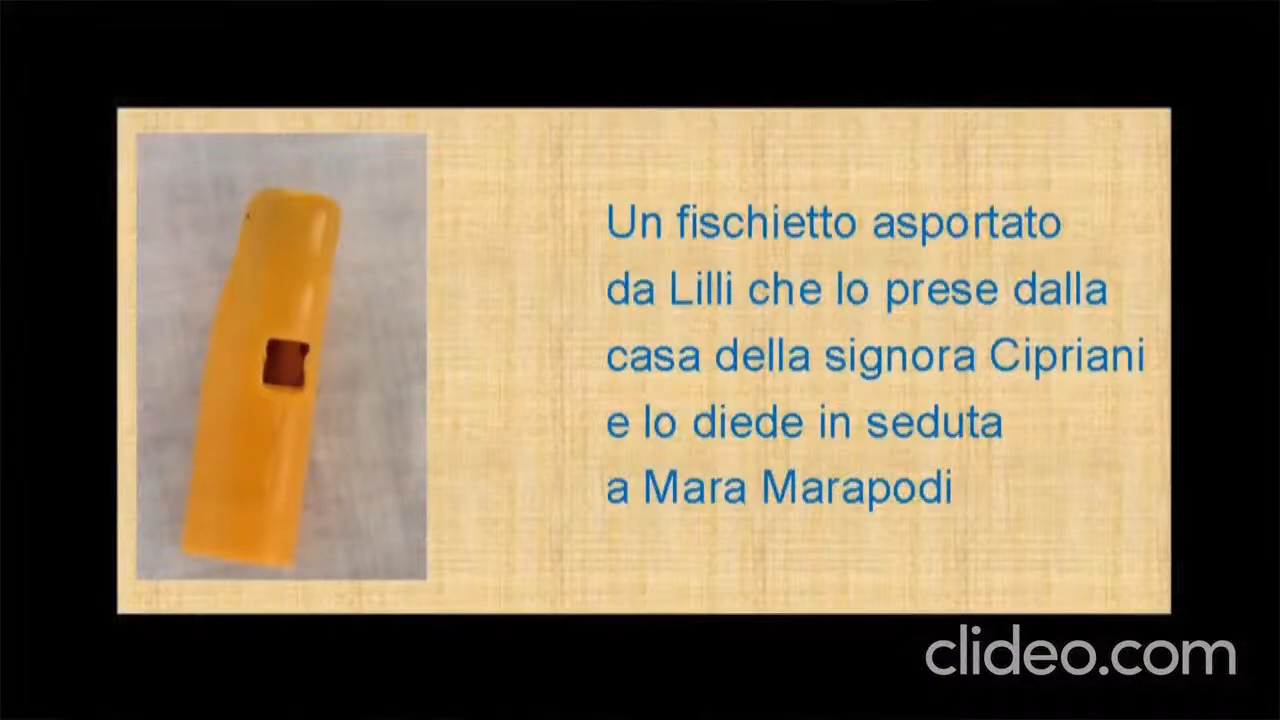 Un fischietto asportato
da Lilli che lo prese dalla
casa della signora Cipriani
e lo diede in seduta
a Mara Marapodi
clideo.com